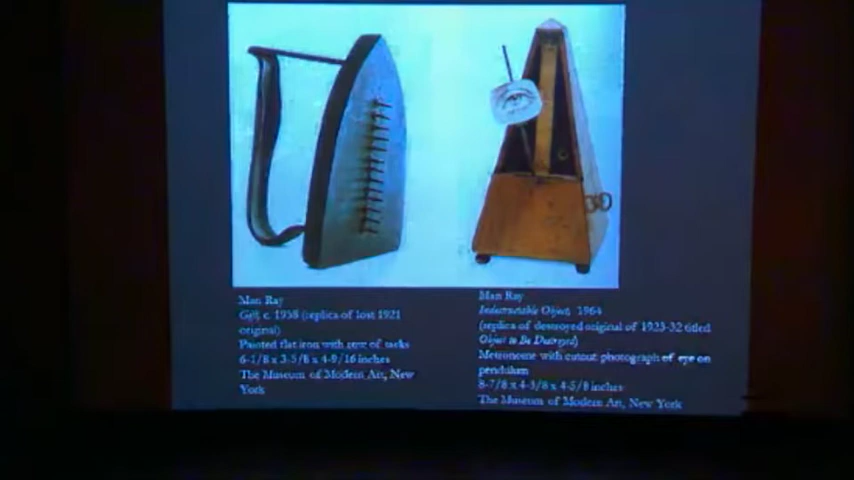 Man Ray
Gift, c. 1958 (replica of lost 1921
original)
Painted flat iron with row of tacks
6-1/8 x 3-5/8 x 4-9/16 inches
The Museum of Modern Art, New
York
Man Ray
Indestructable Object, 1964
(replica of destroyed original of 1923-32 titled
Object to Be Destroyed)
Metronome with cutout photograph of eye on
pendulum
8-7/8 x 4-3/8 x 4-5/8 inches
The Museum of Modern Art, New York